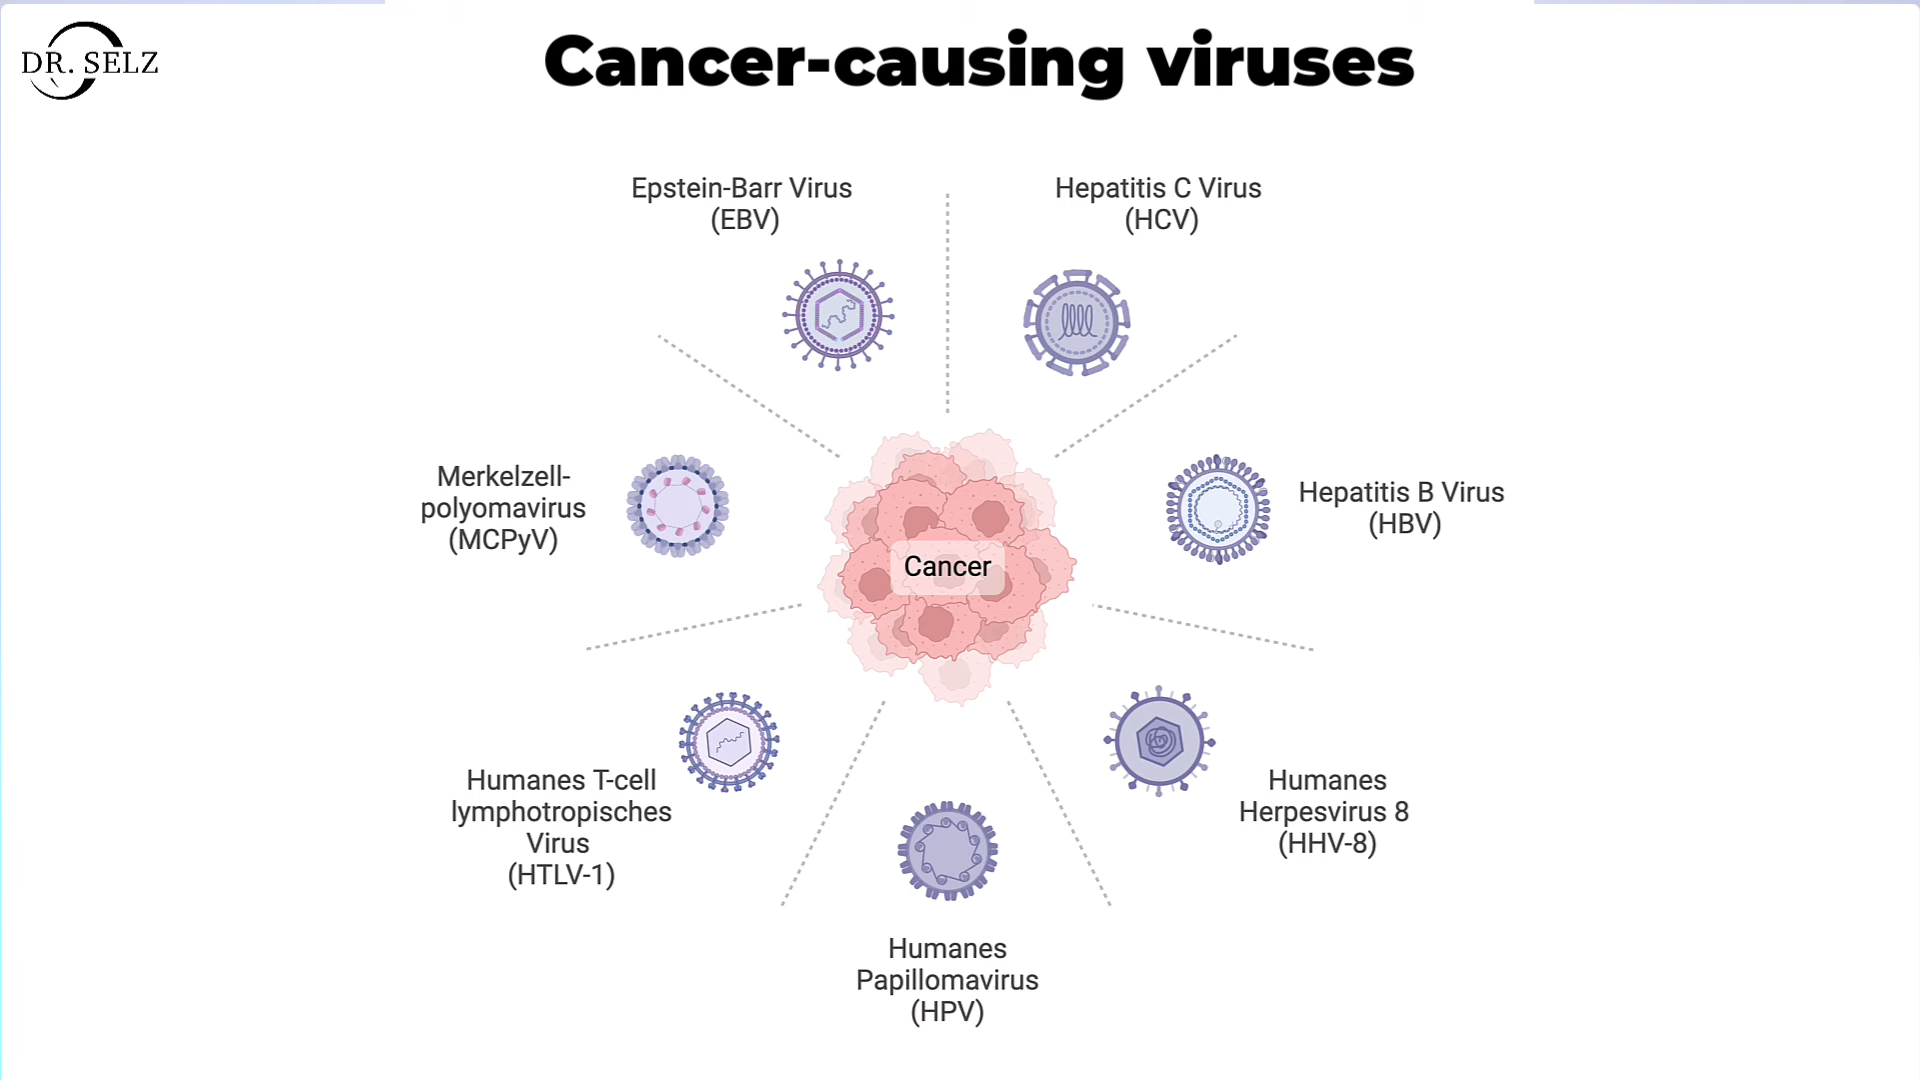 DR. SELZ
Cancer-causing viruses
Epstein-Barr Virus
(EBV)
Hepatitis C Virus
(HCV)
Merkelzell-
polyomavirus
(MCPyV)
Hepatitis B Virus
(HBV)
Cancer
Humanes T-cell
lymphotropisches
Virus
(HTLV-1)
Humanes
Herpesvirus 8
(HHV-8)
Humanes
Papillomavirus
(HPV)